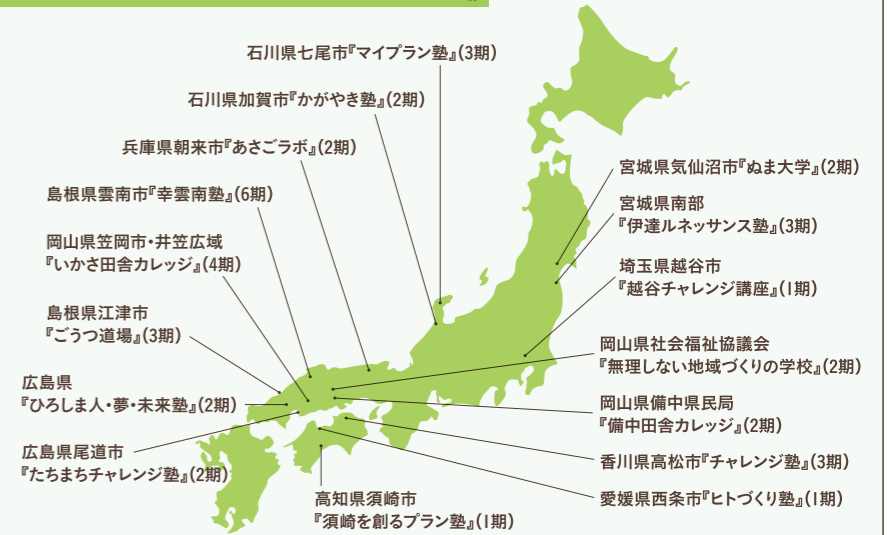 石川県七尾市『マイプラン塾』(3期)
石川県加賀市『かがやき塾』(2期)
兵庫県朝来市『あさごラボ』(2期)
島根県雲南市『幸雲南塾』(6期)
岡山県笠岡市・井笠広域
『いかさ田舎カレッジ』(4期)
島根県江津市
『ごうつ道場』(3期)
広島県
『ひろしま人・夢・未来塾』(2期)
広島県尾道市
『たちまちチャレンジ塾』(2期)
高知県須崎市
『須崎を創るプラン塾』(1期)
宮城県気仙沼市『ぬま大学』(2期)
宮城県南部
『伊達ルネッサンス塾』(3期)
埼玉県越谷市
『越谷チャレンジ講座』(1期)
岡山県社会福祉協議会
『無理しない地域づくりの学校』(2期)
岡山県備中県民局
『備中田舎カレッジ』(2期)
香川県高松市『チャレンジ塾』(3期)
愛媛県西条市『ヒトづくり塾』(1期)